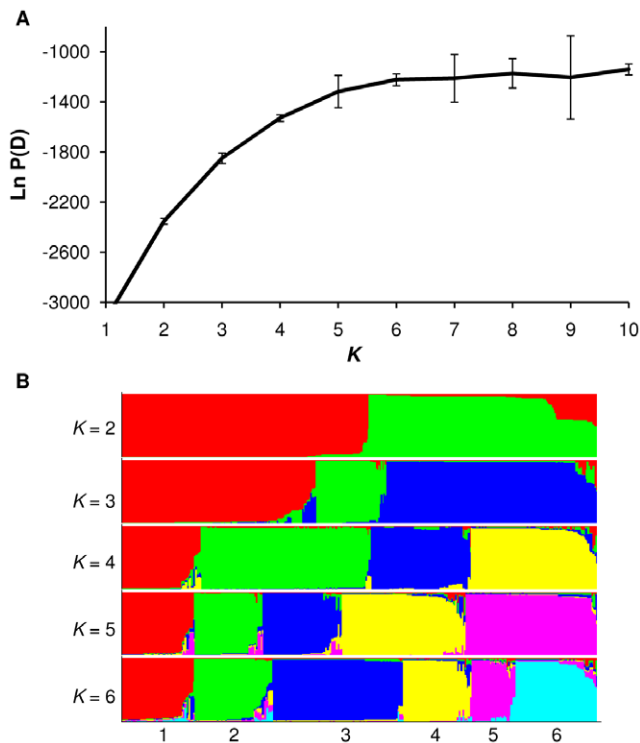 A
Ln P(D)
-1000
-1400
-1800
-2200
-2600
-3000
1 2 3 4 5 6 7 8 9 10
K
B
K = 2
K = 3
K = 4
K = 5
K = 6
1 2 3 4 5 6